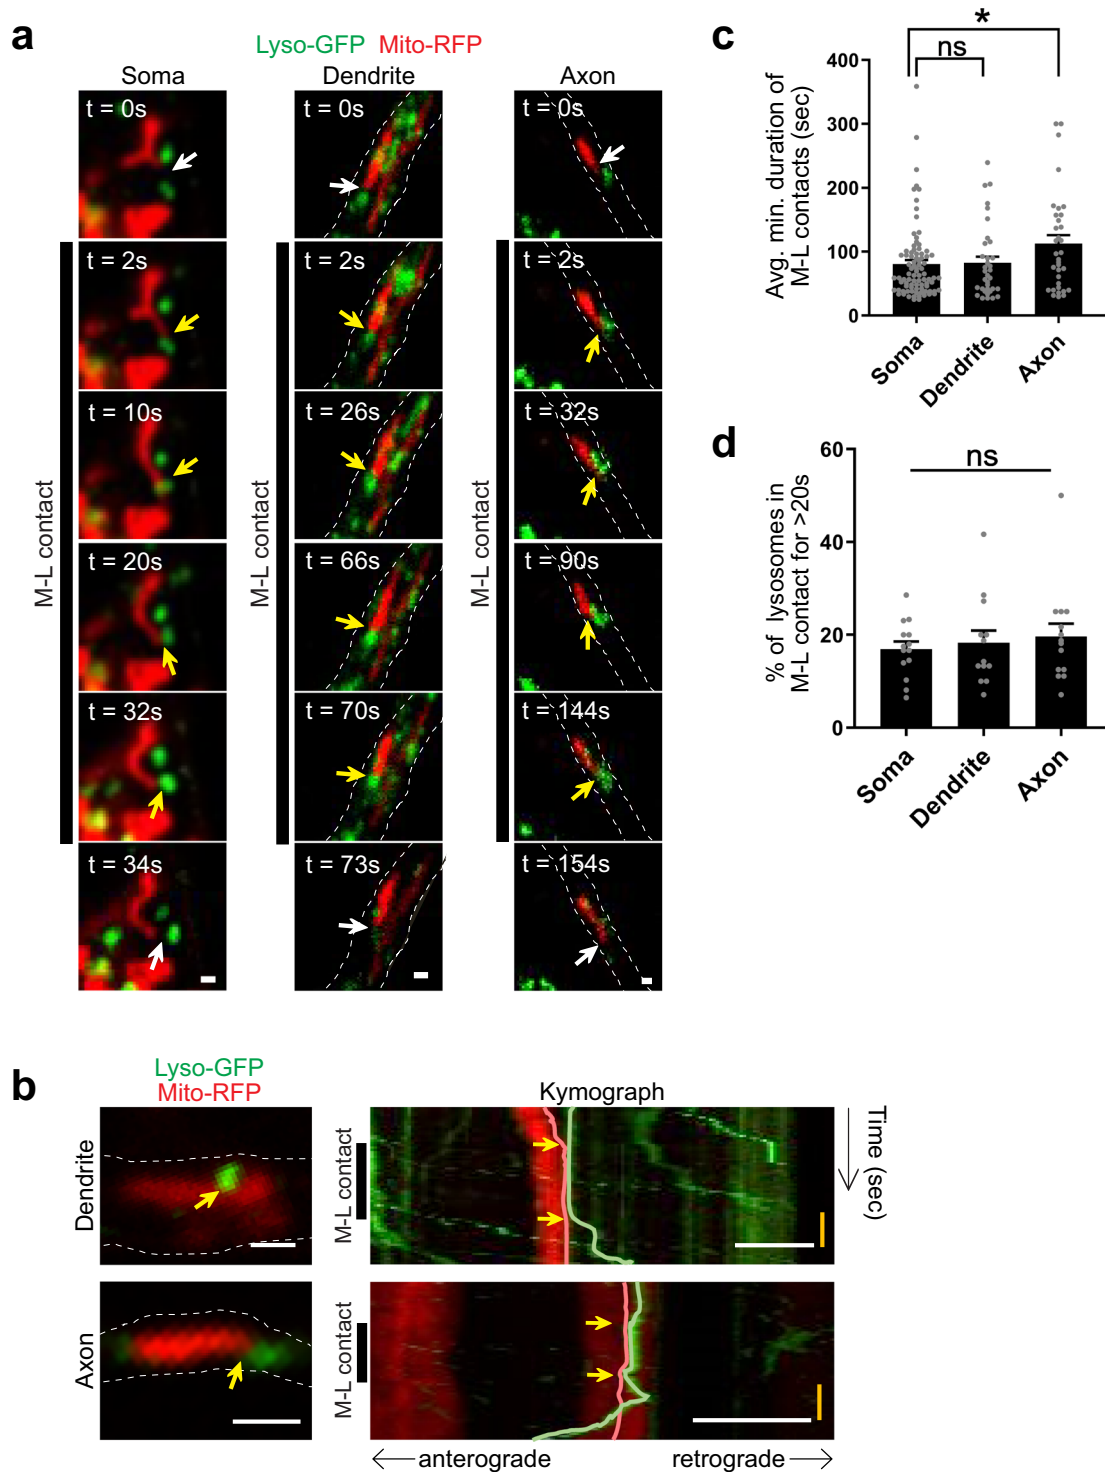 a
Lyso-GFP Mito-RFP
Soma
Dendrite
Axon
t = 0s
t = 0s
t = 0s
t = 2s
t = 2s
t = 2s
t = 10s
t = 26s
t = 32s
t = 20s
t = 66s
t = 90s
t = 32s
t = 70s
t = 144s
t = 34s
t = 73s
t = 154s
M-L contact
M-L contact
M-L contact
c
*
ns
Avg. min. duration of
M-L contacts (sec)
400
300
200
100
0
Soma
Dendrite
Axon
d
ns
% of lysosomes in
M-L contact for >20s
60
40
20
0
Soma
Dendrite
Axon
b
Lyso-GFP
Mito-RFP
Kymograph
Dendrite
M-L contact
Time (sec)
Axon
M-L contact
anterograde
retrograde